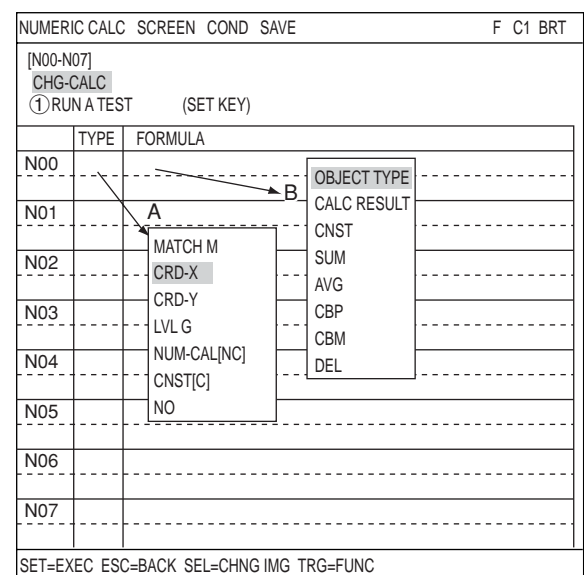 NUMERIC CALC SCREEN COND SAVE F C1 BRT
[N00-N07]
CHG-CALC
①RUN A TEST (SET KEY)
TYPE FORMULA
N00
N01
N02
N03
N04
N05
N06
N07
A
MATCH M
CRD-X
CRD-Y
LVL G
NUM-CAL[NC]
CNST[C]
NO
B
OBJECT TYPE
CALC RESULT
CNST
SUM
AVG
CBP
CBM
DEL
SET=EXEC ESC=BACK SEL=CHNG IMG TRG=FUNC